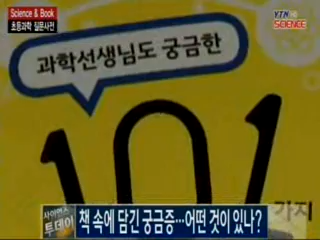 Science & Book
초등과학 질문사전
YTN
SCIENCE
과학선생님도 궁금한
101
가지
사이언스
투데이
책 속에 담긴 궁금증…어떤 것이 있나?